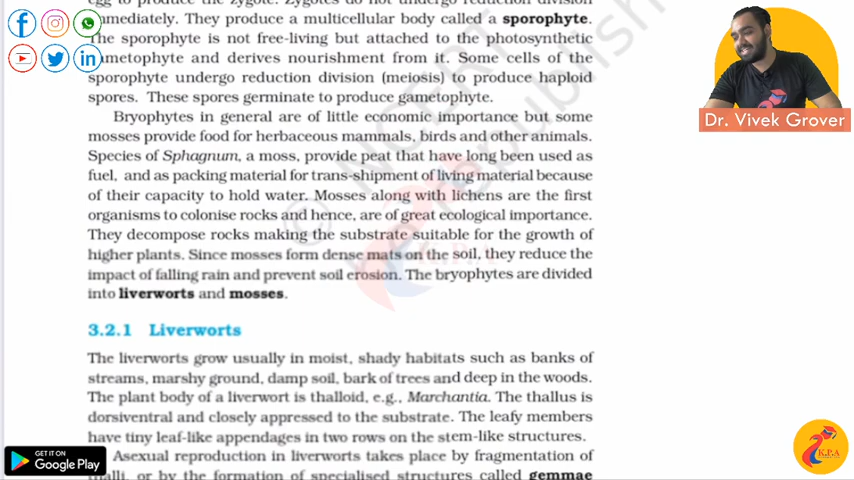 egg to produce the zygote. Zygotes do not undergo reduction division
immediately. They produce a multicellular body called a sporophyte.
The sporophyte is not free-living but attached to the photosynthetic
gametophyte and derives nourishment from it. Some cells of the
sporophyte undergo reduction division (meiosis) to produce haploid
spores. These spores germinate to produce gametophyte.
Bryophytes in general are of little economic importance but some
mosses provide food for herbaceous mammals, birds and other animals.
Species of Sphagnum, a moss, provide peat that have long been used as
fuel, and as packing material for trans-shipment of living material because
of their capacity to hold water. Mosses along with lichens are the first
organisms to colonise rocks and hence, are of great ecological importance.
They decompose rocks making the substrate suitable for the growth of
higher plants. Since mosses form dense mats on the soil, they reduce the
impact of falling rain and prevent soil erosion. The bryophytes are divided
into liverworts and mosses.
3.2.1 Liverworts
The liverworts grow usually in moist, shady habitats such as banks of
streams, marshy ground, damp soil, bark of trees and deep in the woods.
The plant body of a liverwort is thalloid, e.g., Marchantia. The thallus is
dorsiventral and closely appressed to the substrate. The leafy members
have tiny leaf-like appendages in two rows on the stem-like structures.
Asexual reproduction in liverworts takes place by fragmentation of
thalli, or by the formation of specialised structures called gemmae
Dr. Vivek Grover
GET IT ON
Google Play
K.P.A
© NCERT
K.P.A